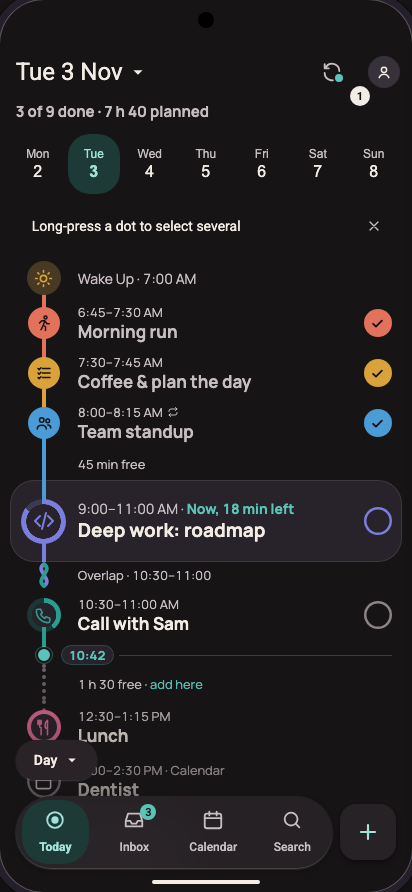 Tue 3 Nov
1
3 of 9 done · 7 h 40 planned
Mon Tue Wed Thu Fri Sat Sun
2 3 4 5 6 7 8
Long-press a dot to select several
Wake Up · 7:00 AM
6:45–7:30 AM
Morning run
7:30–7:45 AM
Coffee & plan the day
8:00–8:15 AM
Team standup
45 min free
9:00–11:00 AM · Now, 18 min left
Deep work: roadmap
Overlap · 10:30–11:00
10:30–11:00 AM
Call with Sam
10:42
1 h 30 free · add here
12:30–1:15 PM
Lunch
Day
:00–2:30 PM · Calendar
Dentist
3
Today Inbox Calendar Search